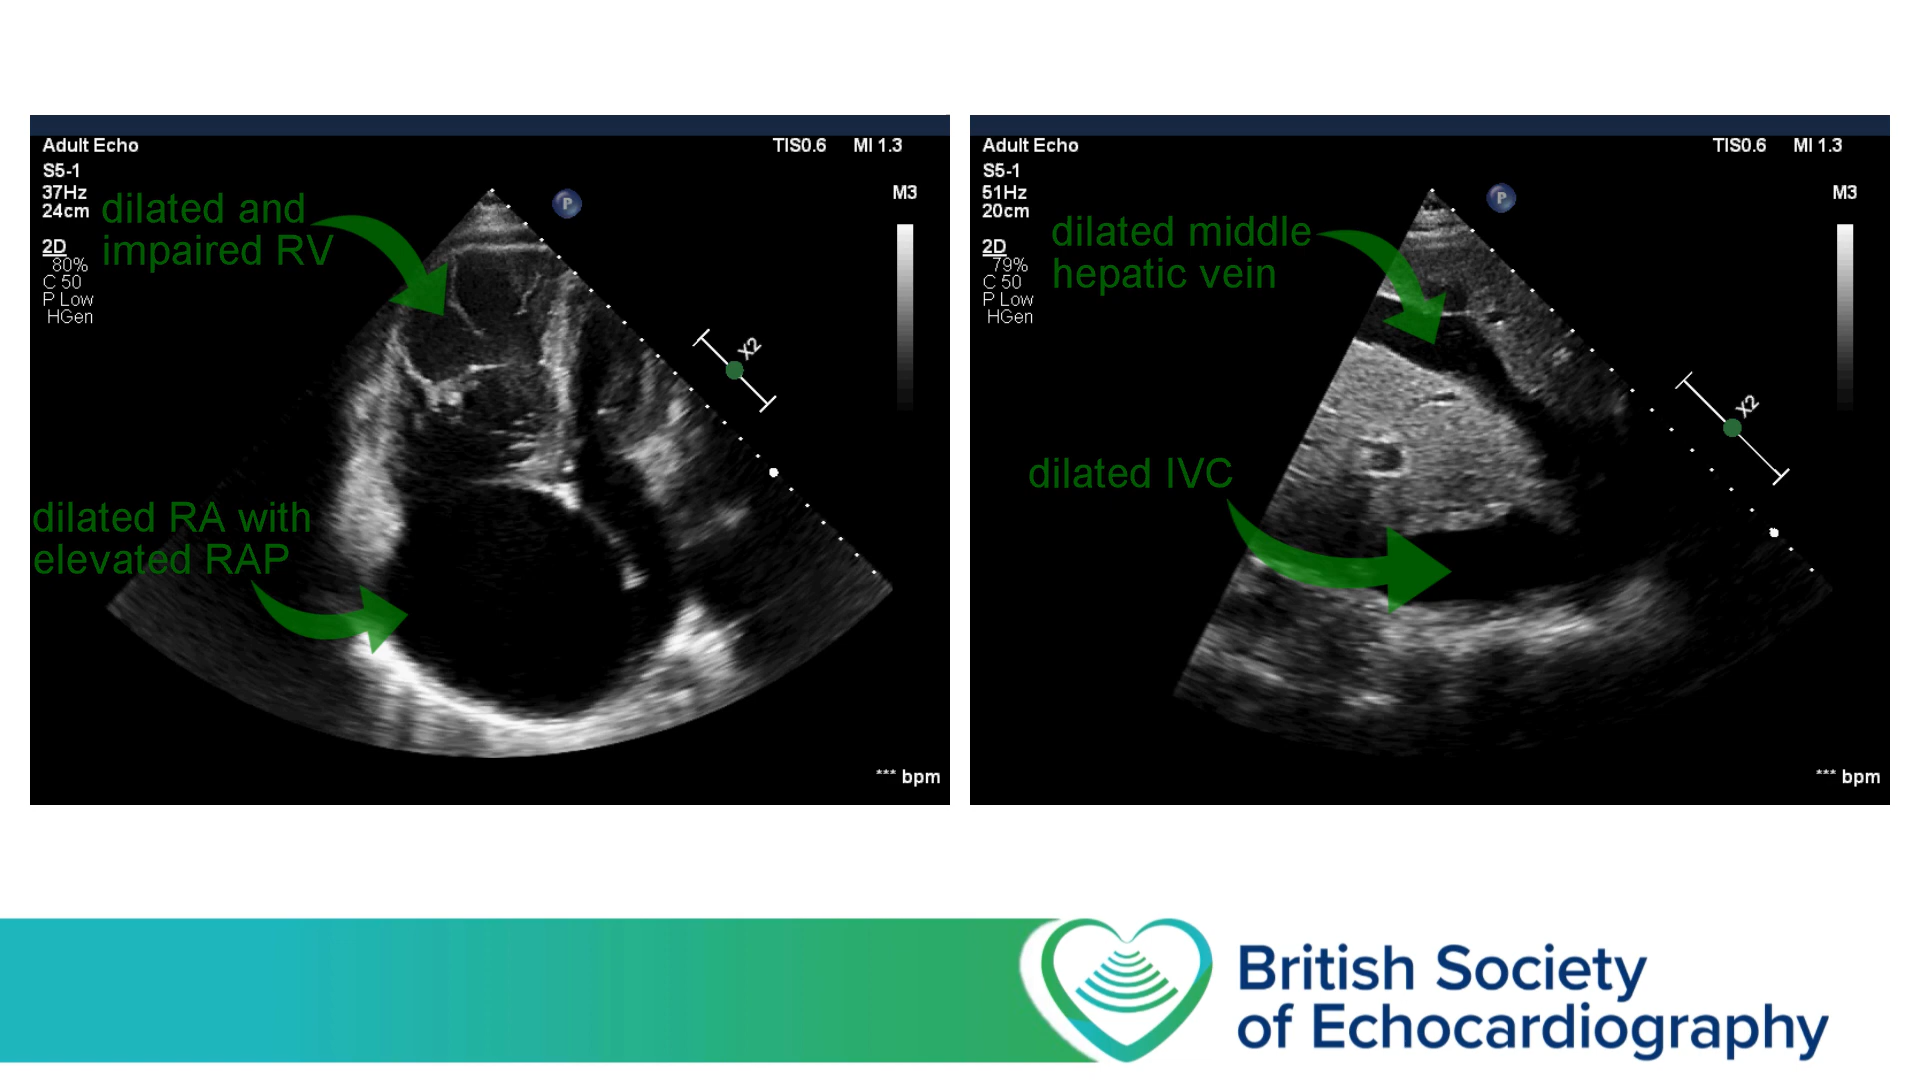 Adult Echo
TIS0.6 MI 1.3
S5-1
37Hz
24cm
M3
dilated and
impaired RV
2D
80%
C 50
P Low
HGen
P
X2
dilated RA with
elevated RAP
*** bpm
Adult Echo
TIS0.6 MI 1.3
S5-1
51Hz
20cm
M3
dilated middle
hepatic vein
2D
79%
C 50
P Low
HGen
P
X2
dilated IVC
*** bpm
British Society
of Echocardiography